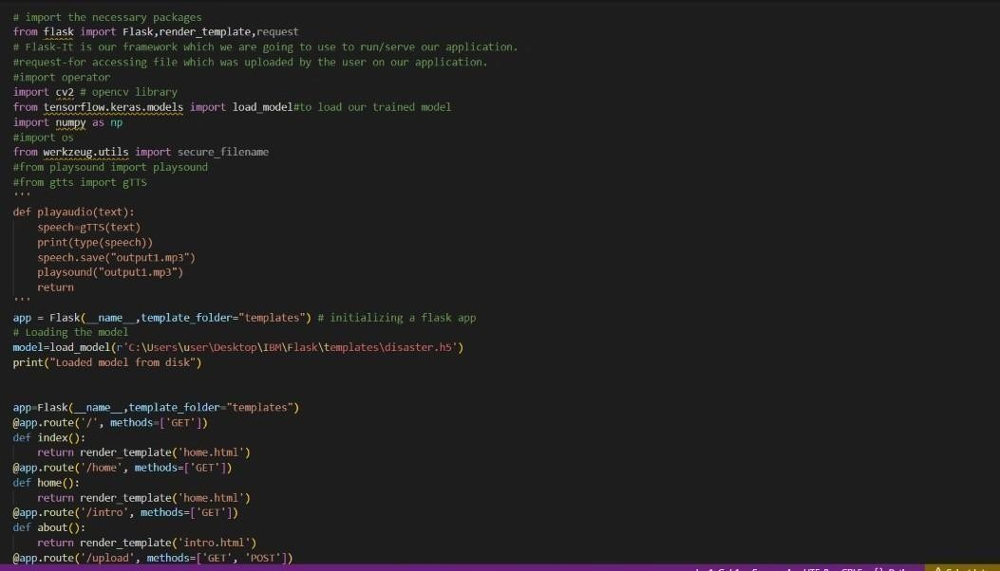 # import the necessary packages
from flask import Flask,render_template,request
# Flask-It is our framework which we are going to use to run/serve our application.
#request-for accessing file which was uploaded by the user on our application.
#import operator
import cv2 # opencv library
from tensorflow.keras.models import load_model#to load our trained model
import numpy as np
#import os
from werkzeug.utils import secure_filename
#from playsound import playsound
#from gtts import gTTS
'''
def playaudio(text):
    speech=gTTS(text)
    print(type(speech))
    speech.save("output1.mp3")
    playsound("output1.mp3")
    return
'''
app = Flask(__name__,template_folder="templates") # initializing a flask app
# Loading the model
model=load_model(r'C:\Users\user\Desktop\IBM\Flask\templates\disaster.h5')
print("Loaded model from disk")
app=Flask(__name__,template_folder="templates")
@app.route('/', methods=['GET'])
def index():
    return render_template('home.html')
@app.route('/home', methods=['GET'])
def home():
    return render_template('home.html')
@app.route('/intro', methods=['GET'])
def about():
    return render_template('intro.html')
@app.route('/upload', methods=['GET', 'POST'])